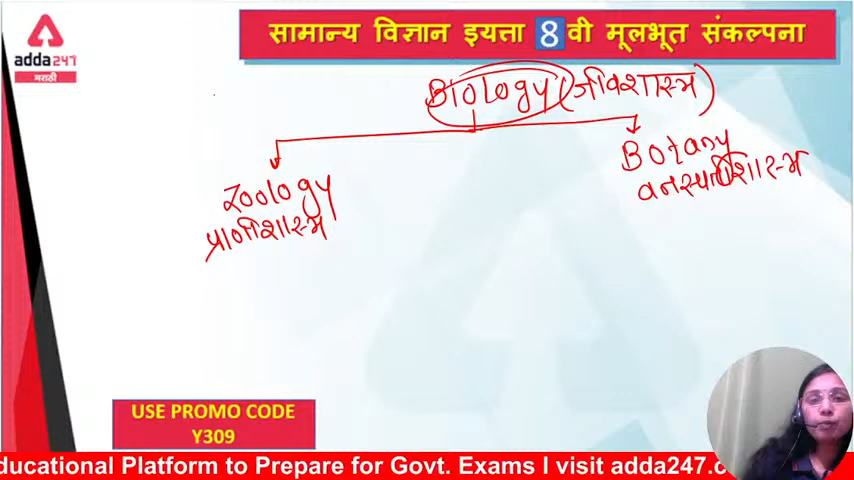 adda247
मराठी
सामान्य विज्ञान इयत्ता 8 वी मूलभूत संकल्पना
Biology (जीवशास्त्र)
Zoology
प्राणिशास्त्र
Botany
वनस्पतीशास्त्र
USE PROMO CODE
Y309
ducational Platform to Prepare for Govt. Exams I visit adda247.c